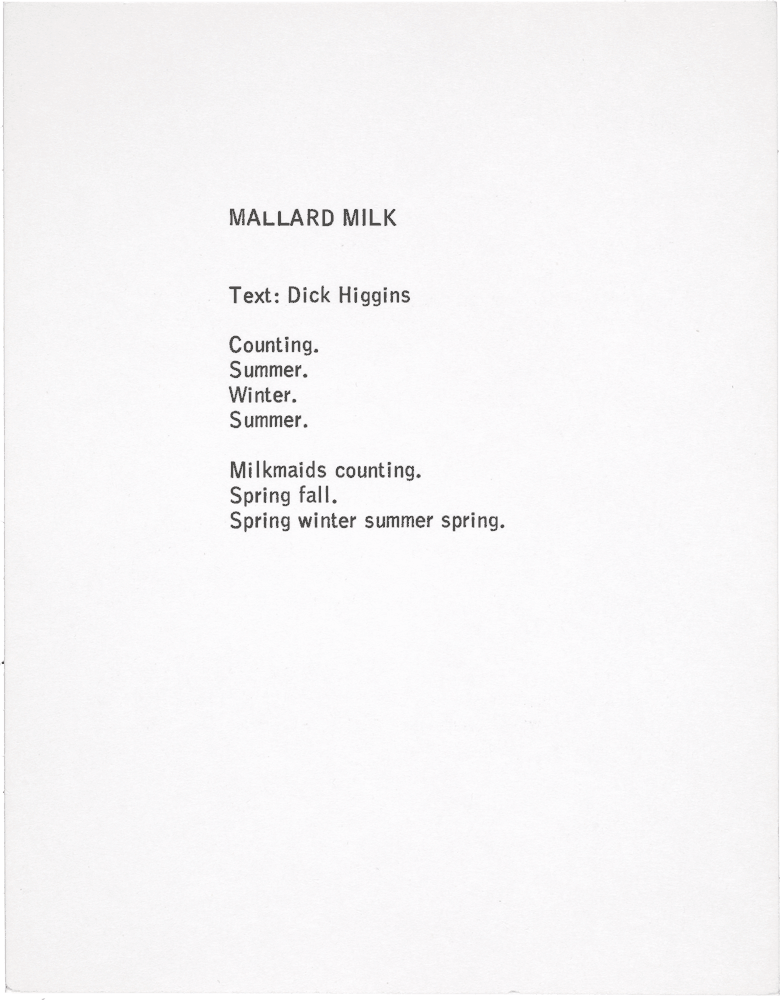 MALLARD MILK
Text: Dick Higgins
Counting.
Summer.
Winter.
Summer.
Milkmaids counting.
Spring fall.
Spring winter summer spring.